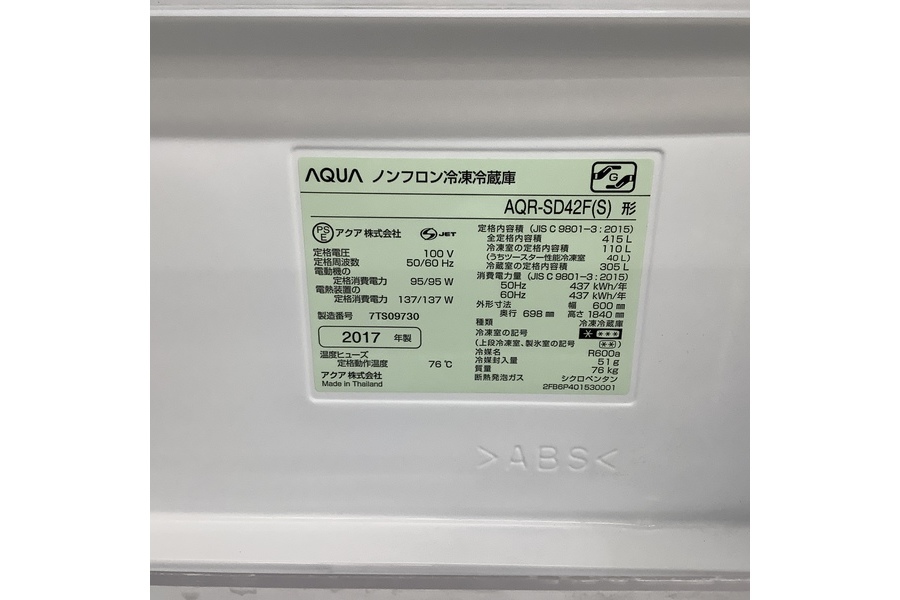 AQUA ノンフロン冷凍冷蔵庫
G
AQR-SD42F(S) 形
PSE アクア 株式会社 S JET
定格電圧 100 V
定格周波数 50/60 Hz
電動機の
定格消費電力 95/95 W
電熱装置の
定格消費電力 137/137 W
製造番号 7TS09730
2017 年製
温度ヒューズ
定格動作温度 76 ℃
アクア 株式会社
Made in Thailand
定格内容積 (JIS C 9801-3 : 2015)
全定格内容積 415 L
冷凍室の定格内容積 110 L
(うちツースター性能冷凍室 40 L)
冷蔵室の定格内容積 305 L
消費電力量 (JIS C 9801-3 : 2015)
50Hz 437 kWh/年
60Hz 437 kWh/年
外形寸法 幅 600 ㎜
奥行 698 ㎜ 高さ 1840 ㎜
種類 冷凍冷蔵庫
冷凍室の記号 * ***
(上段冷凍室、製氷室の記号 **)
冷媒名 R600a
冷媒封入量 51 g
質量 76 kg
断熱発泡ガス シクロペンタン
2FB6P401530001
>ABS<